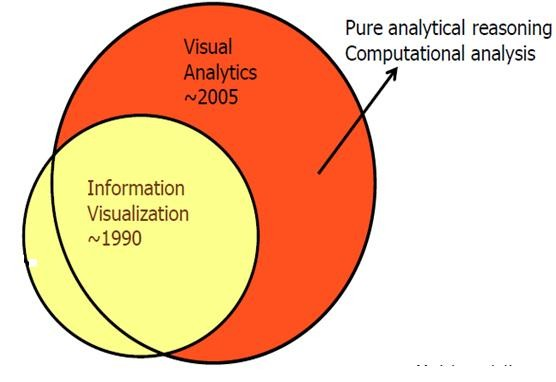 Visual
Analytics
~2005
Pure analytical reasoning
Computational analysis
Information
Visualization
~1990